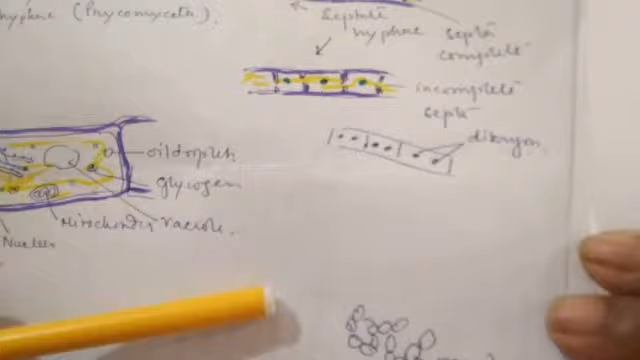 hyphae (Phycomycetes)
septate
hyphae
septa
complete
incomplete
septa
dikaryon
oil droplets
glycogen
Mitochondria
vacuole.
Nucleus